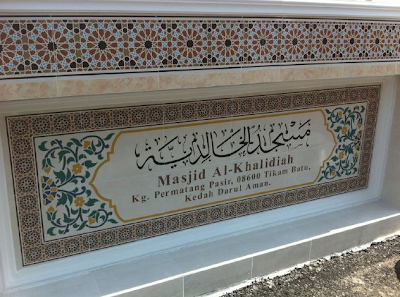 مسجد الخالدية
Masjid Al-Khalidiah
Kg. Permatang Pasir, 08600 Tikam Batu,
Kedah Darul Aman.